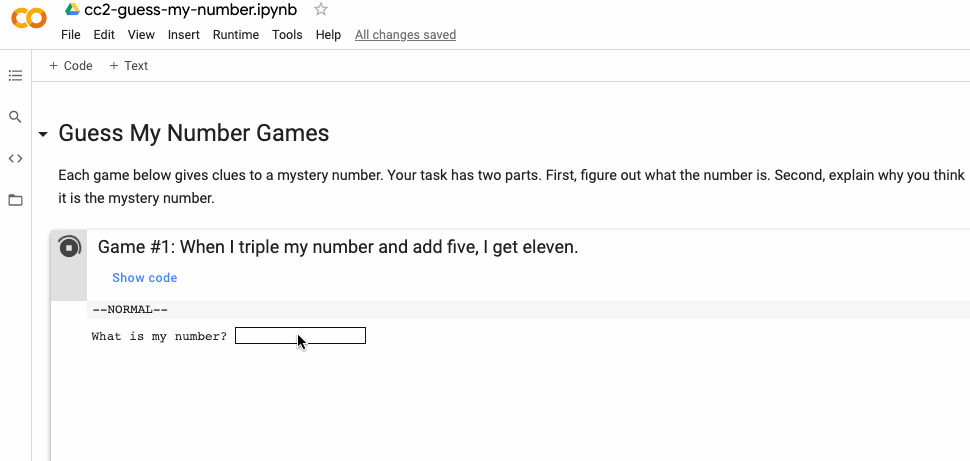 cc2-guess-my-number.ipynb
File Edit View Insert Runtime Tools Help All changes saved
+ Code + Text
Guess My Number Games
Each game below gives clues to a mystery number. Your task has two parts. First, figure out what the number is. Second, explain why you think
it is the mystery number.
Game #1: When I triple my number and add five, I get eleven.
Show code
--NORMAL--
What is my number?